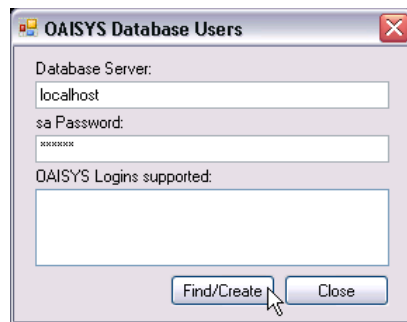 OAISYS Database Users
Database Server:
localhost
sa Password:
******
OAISYS Logins supported:
Find/Create
Close